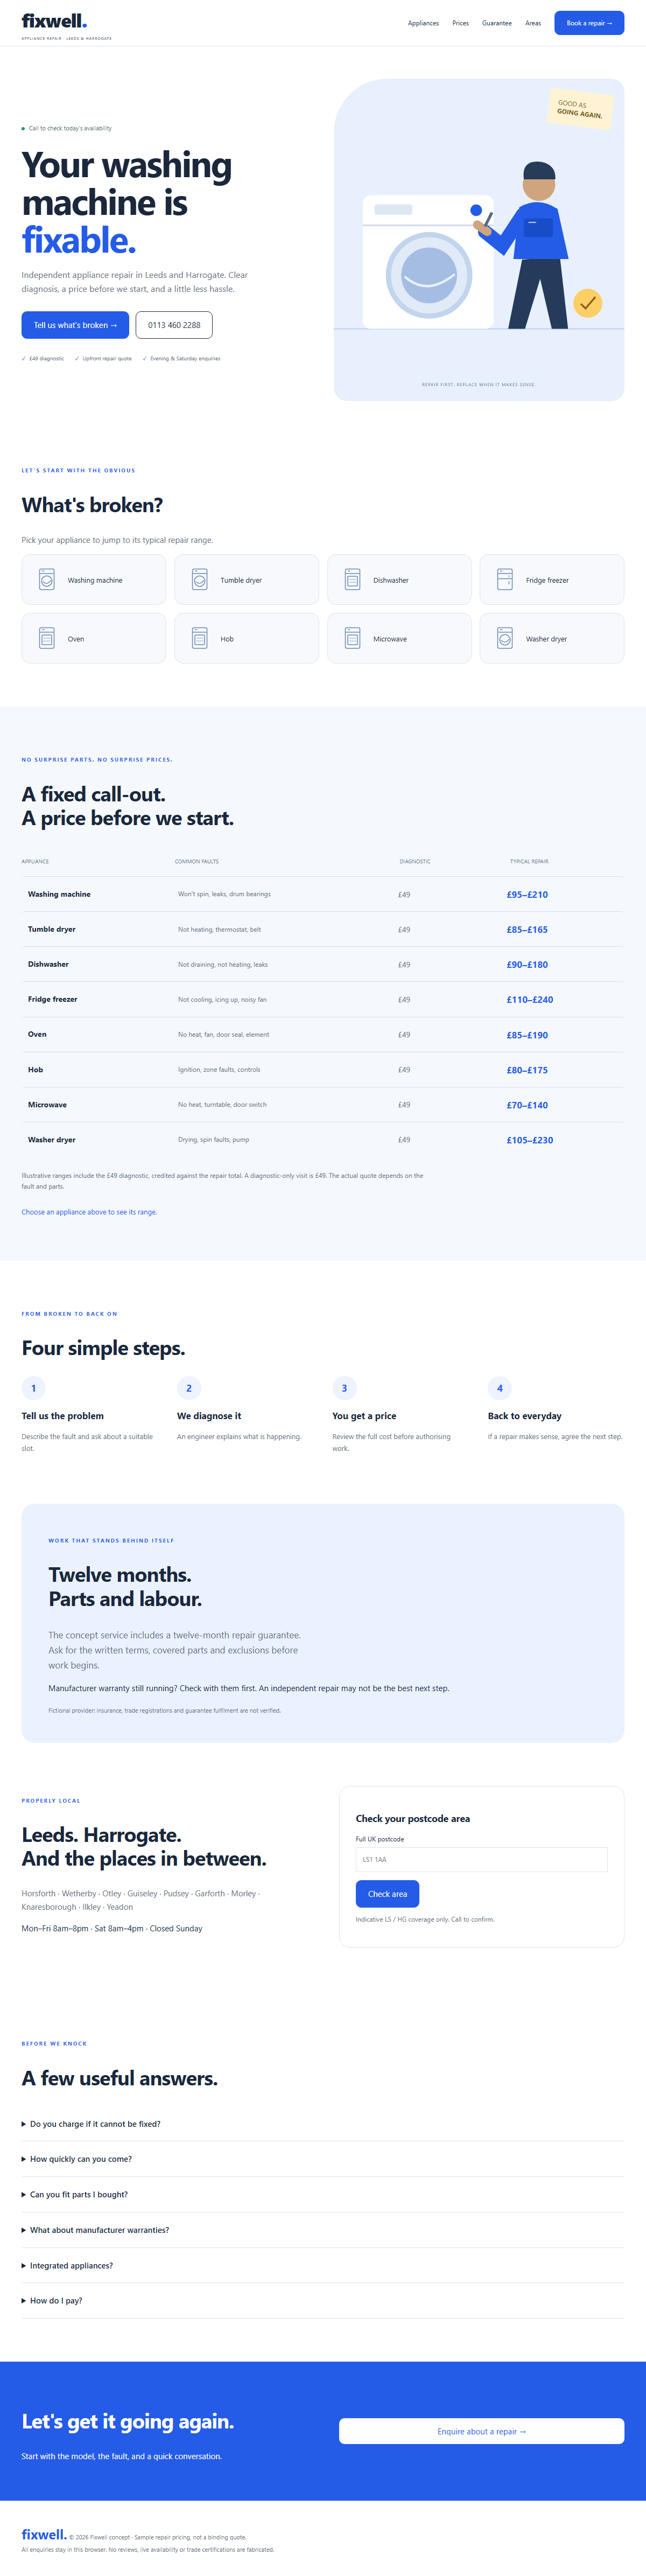 fixwell.
APPLIANCE REPAIR · LEEDS & HARROGATE
Appliances
Prices
Guarantee
Areas
Book a repair →
Call to check today's availability
Your washing
machine is
fixable.
Independent appliance repair in Leeds and Harrogate. Clear
diagnosis, a price before we start, and a little less hassle.
Tell us what's broken →
0113 460 2288
✓ £49 diagnostic
✓ Upfront repair quote
✓ Evening & Saturday enquiries
GOOD AS
GOING AGAIN.
REPAIR FIRST. REPLACE WHEN IT MAKES SENSE.
LET'S START WITH THE OBVIOUS
What's broken?
Pick your appliance to jump to its typical repair range.
Washing machine
Tumble dryer
Dishwasher
Fridge freezer
Oven
Hob
Microwave
Washer dryer
NO SURPRISE PARTS. NO SURPRISE PRICES.
A fixed call-out.
A price before we start.
APPLIANCE COMMON FAULTS DIAGNOSTIC TYPICAL REPAIR
Washing machine Won't spin, leaks, drum bearings £49 £95–£210
Tumble dryer Not heating, thermostat, belt £49 £85–£165
Dishwasher Not draining, not heating, leaks £49 £90–£180
Fridge freezer Not cooling, icing up, noisy fan £49 £110–£240
Oven No heat, fan, door seal, element £49 £85–£190
Hob Ignition, zone faults, controls £49 £80–£175
Microwave No heat, turntable, door switch £49 £70–£140
Washer dryer Drying, spin faults, pump £49 £105–£230
Illustrative ranges include the £49 diagnostic, credited against the repair total. A diagnostic-only visit is £49. The actual quote depends on the
fault and parts.
Choose an appliance above to see its range.
FROM BROKEN TO BACK ON
Four simple steps.
1
Tell us the problem
Describe the fault and ask about a suitable
slot.
2
We diagnose it
An engineer explains what is happening.
3
You get a price
Review the full cost before authorising
work.
4
Back to everyday
If a repair makes sense, agree the next step.
WORK THAT STANDS BEHIND ITSELF
Twelve months.
Parts and labour.
The concept service includes a twelve-month repair guarantee.
Ask for the written terms, covered parts and exclusions before
work begins.
Manufacturer warranty still running? Check with them first. An independent repair may not be the best next step.
Fictional provider: insurance, trade registrations and guarantee fulfilment are not verified.
PROPERLY LOCAL
Leeds. Harrogate.
And the places in between.
Horsforth · Wetherby · Otley · Guiseley · Pudsey · Garforth · Morley ·
Knaresborough · Ilkley · Yeadon
Mon–Fri 8am–8pm · Sat 8am–4pm · Closed Sunday
Check your postcode area
Full UK postcode
LS1 1AA
Check area
Indicative LS / HG coverage only. Call to confirm.
BEFORE WE KNOCK
A few useful answers.
Do you charge if it cannot be fixed?
How quickly can you come?
Can you fit parts I bought?
What about manufacturer warranties?
Integrated appliances?
How do I pay?
Let's get it going again.
Start with the model, the fault, and a quick conversation.
Enquire about a repair →
fixwell. © 2026 Fixwell concept · Sample repair pricing, not a binding quote.
All enquiries stay in this browser. No reviews, live availability or trade certifications are fabricated.